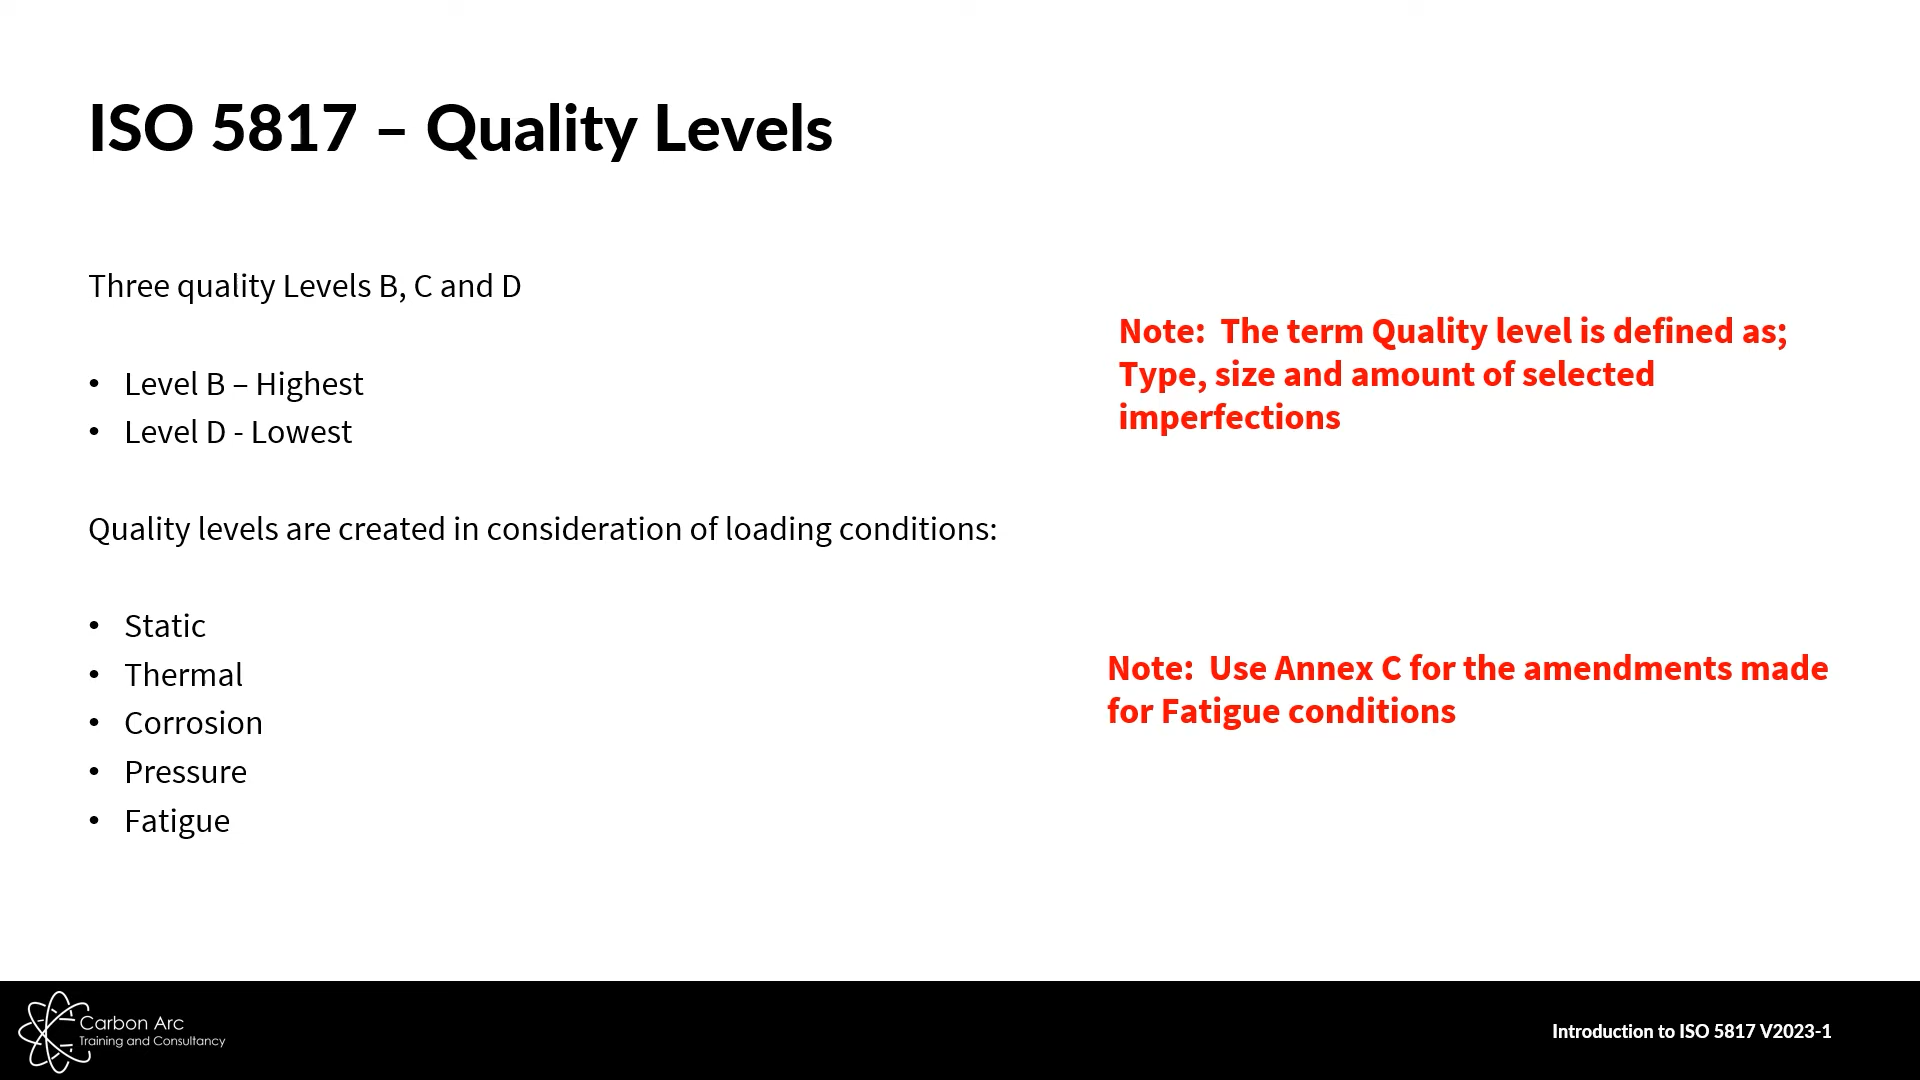 ISO 5817 – Quality Levels
Three quality Levels B, C and D
• Level B – Highest
• Level D - Lowest
Quality levels are created in consideration of loading conditions:
• Static
• Thermal
• Corrosion
• Pressure
• Fatigue
Note:  The term Quality level is defined as;
Type, size and amount of selected
imperfections
Note:  Use Annex C for the amendments made
for Fatigue conditions
Carbon Arc
Training and Consultancy
Introduction to ISO 5817 V2023-1